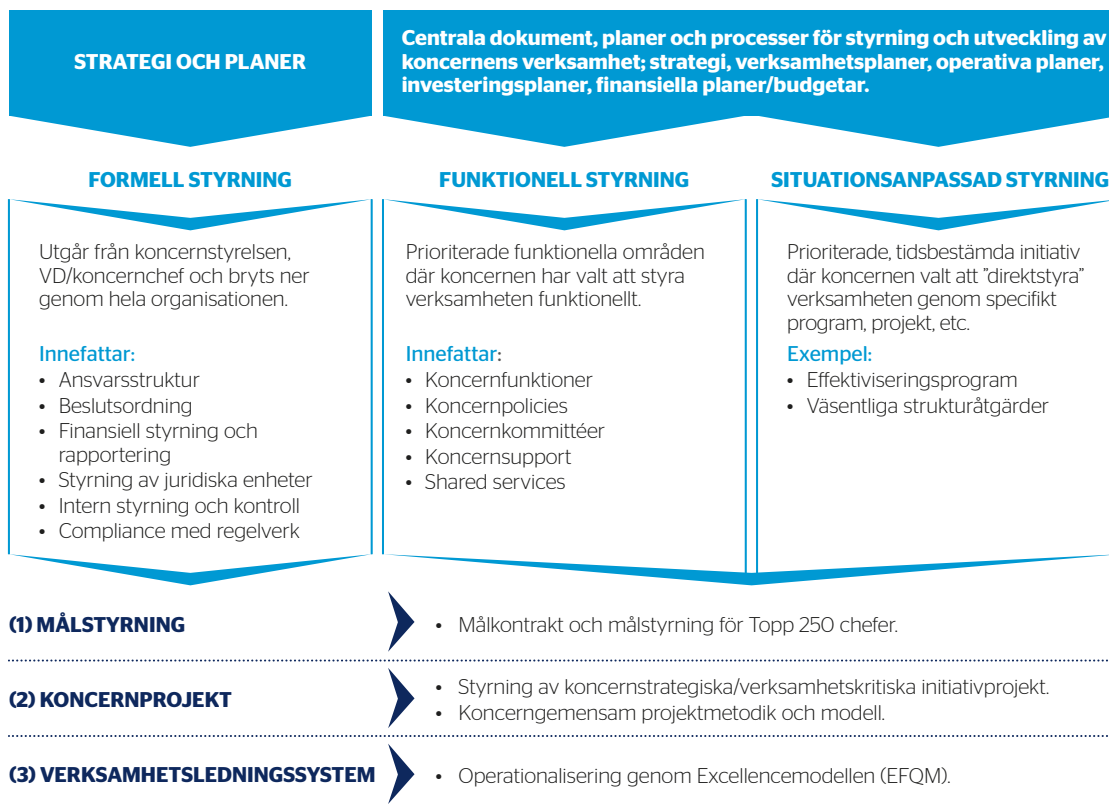 STRATEGI OCH PLANER
Centrala dokument, planer och processer för styrning och utveckling av
koncernens verksamhet; strategi, verksamhetsplaner, operativa planer,
investeringsplaner, finansiella planer/budgetar.
FORMELL STYRNING
Utgår från koncernstyrelsen,
VD/koncernchef och bryts ner
genom hela organisationen.
Innefattar:
• Ansvarsstruktur
• Beslutsordning
• Finansiell styrning och
rapportering
• Styrning av juridiska enheter
• Intern styrning och kontroll
• Compliance med regelverk
FUNKTIONELL STYRNING
Prioriterade funktionella områden
där koncernen har valt att styra
verksamheten funktionellt.
Innefattar:
• Koncernfunktioner
• Koncernpolicies
• Koncernkommittéer
• Koncernsupport
• Shared services
SITUATIONSANPASSAD STYRNING
Prioriterade, tidsbestämda initiativ
där koncernen valt att ”direktstyra”
verksamheten genom specifikt
program, projekt, etc.
Exempel:
• Effektiviseringsprogram
• Väsentliga strukturåtgärder
(1) MÅLSTYRNING
• Målkontrakt och målstyrning för Topp 250 chefer.
(2) KONCERNPROJEKT
• Styrning av koncernstrategiska/verksamhetskritiska initiativprojekt.
• Koncerngemensam projektmetodik och modell.
(3) VERKSAMHETSLEDNINGSSYSTEM
• Operationalisering genom Excellencemodellen (EFQM).